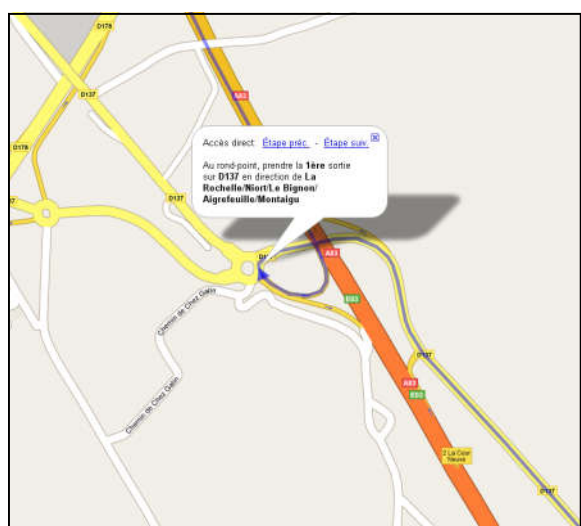 D178
D137
A83
D137
Accès direct: Étape préc. - Étape suiv.
Au rond-point, prendre la 1ère sortie
sur D137 en direction de La
Rochelle/Niort/Le Bignon/
Aigrefeuille/Montaigu
D178
A83
E03
Chemin de Chez Gatin
D137
A83
E03
Chemin de Chez Gatin
2 La Cour
Neuve
D137